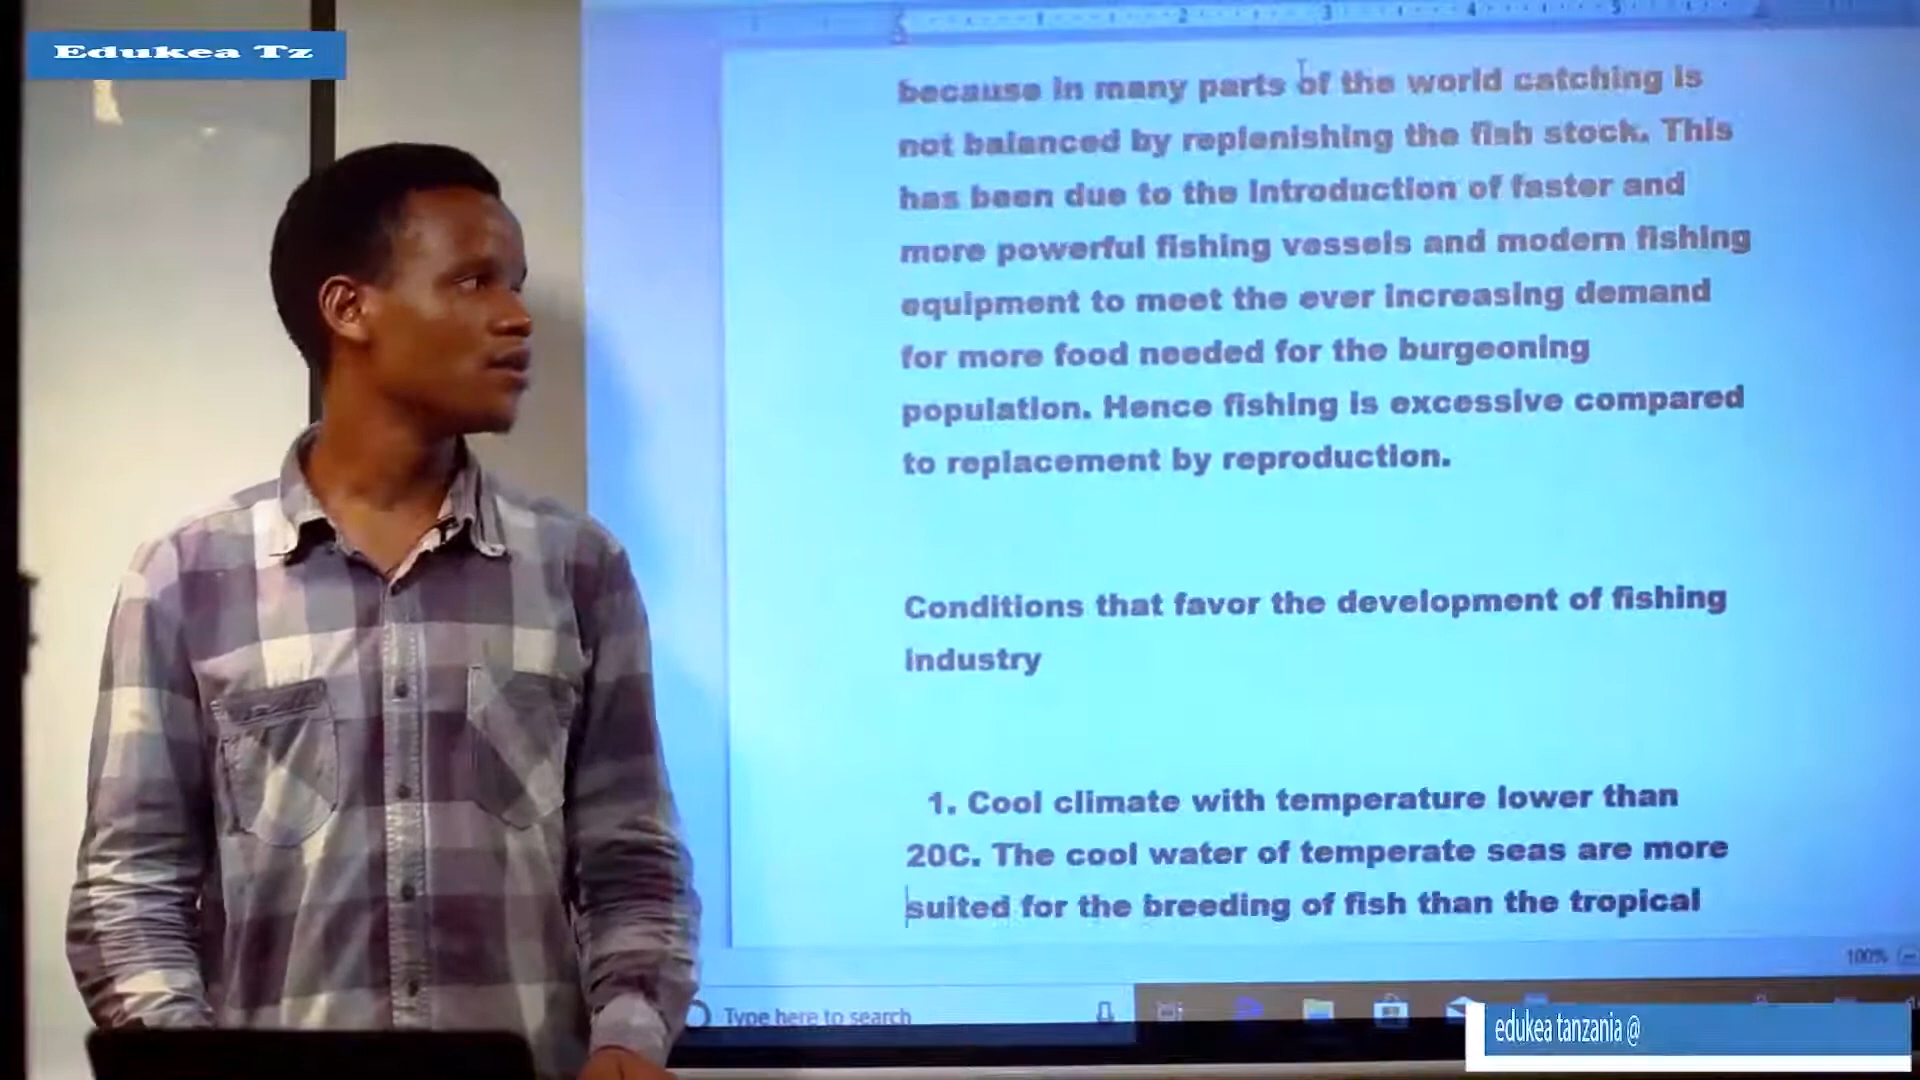 Edukea Tz
1 2 3 4 5
because in many parts of the world catching is
not balanced by replenishing the fish stock. This
has been due to the introduction of faster and
more powerful fishing vessels and modern fishing
equipment to meet the ever increasing demand
for more food needed for the burgeoning
population. Hence fishing is excessive compared
to replacement by reproduction.
Conditions that favor the development of fishing
industry
1. Cool climate with temperature lower than
20C. The cool water of temperate seas are more
suited for the breeding of fish than the tropical
100%
Type here to search
edukea tanzania @